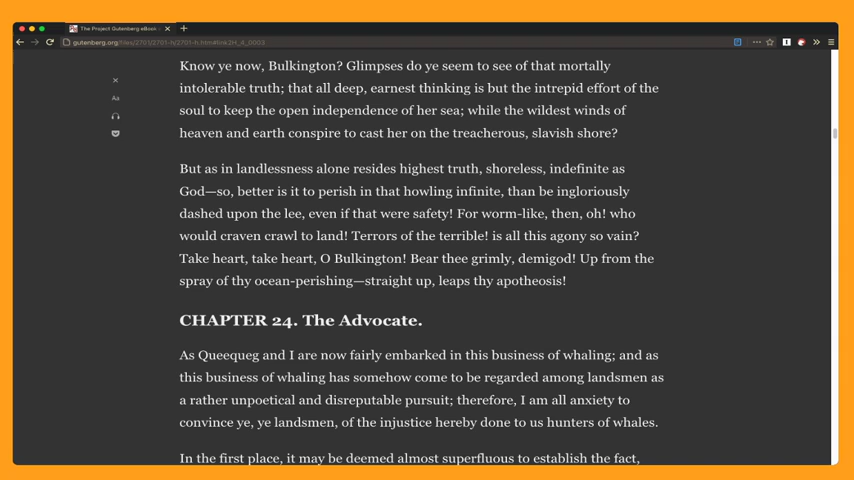 The Project Gutenberg eBook
gutenberg.org/files/2701/2701-h/2701-h.htm#link2H_4_0003
Aa
Know ye now, Bulkington? Glimpses do ye seem to see of that mortally
intolerable truth; that all deep, earnest thinking is but the intrepid effort of the
soul to keep the open independence of her sea; while the wildest winds of
heaven and earth conspire to cast her on the treacherous, slavish shore?
But as in landlessness alone resides highest truth, shoreless, indefinite as
God—so, better is it to perish in that howling infinite, than be ingloriously
dashed upon the lee, even if that were safety! For worm-like, then, oh! who
would craven crawl to land! Terrors of the terrible! is all this agony so vain?
Take heart, take heart, O Bulkington! Bear thee grimly, demigod! Up from the
spray of thy ocean-perishing—straight up, leaps thy apotheosis!
CHAPTER 24. The Advocate.
As Queequeg and I are now fairly embarked in this business of whaling; and as
this business of whaling has somehow come to be regarded among landsmen as
a rather unpoetical and disreputable pursuit; therefore, I am all anxiety to
convince ye, ye landsmen, of the injustice hereby done to us hunters of whales.
In the first place, it may be deemed almost superfluous to establish the fact,